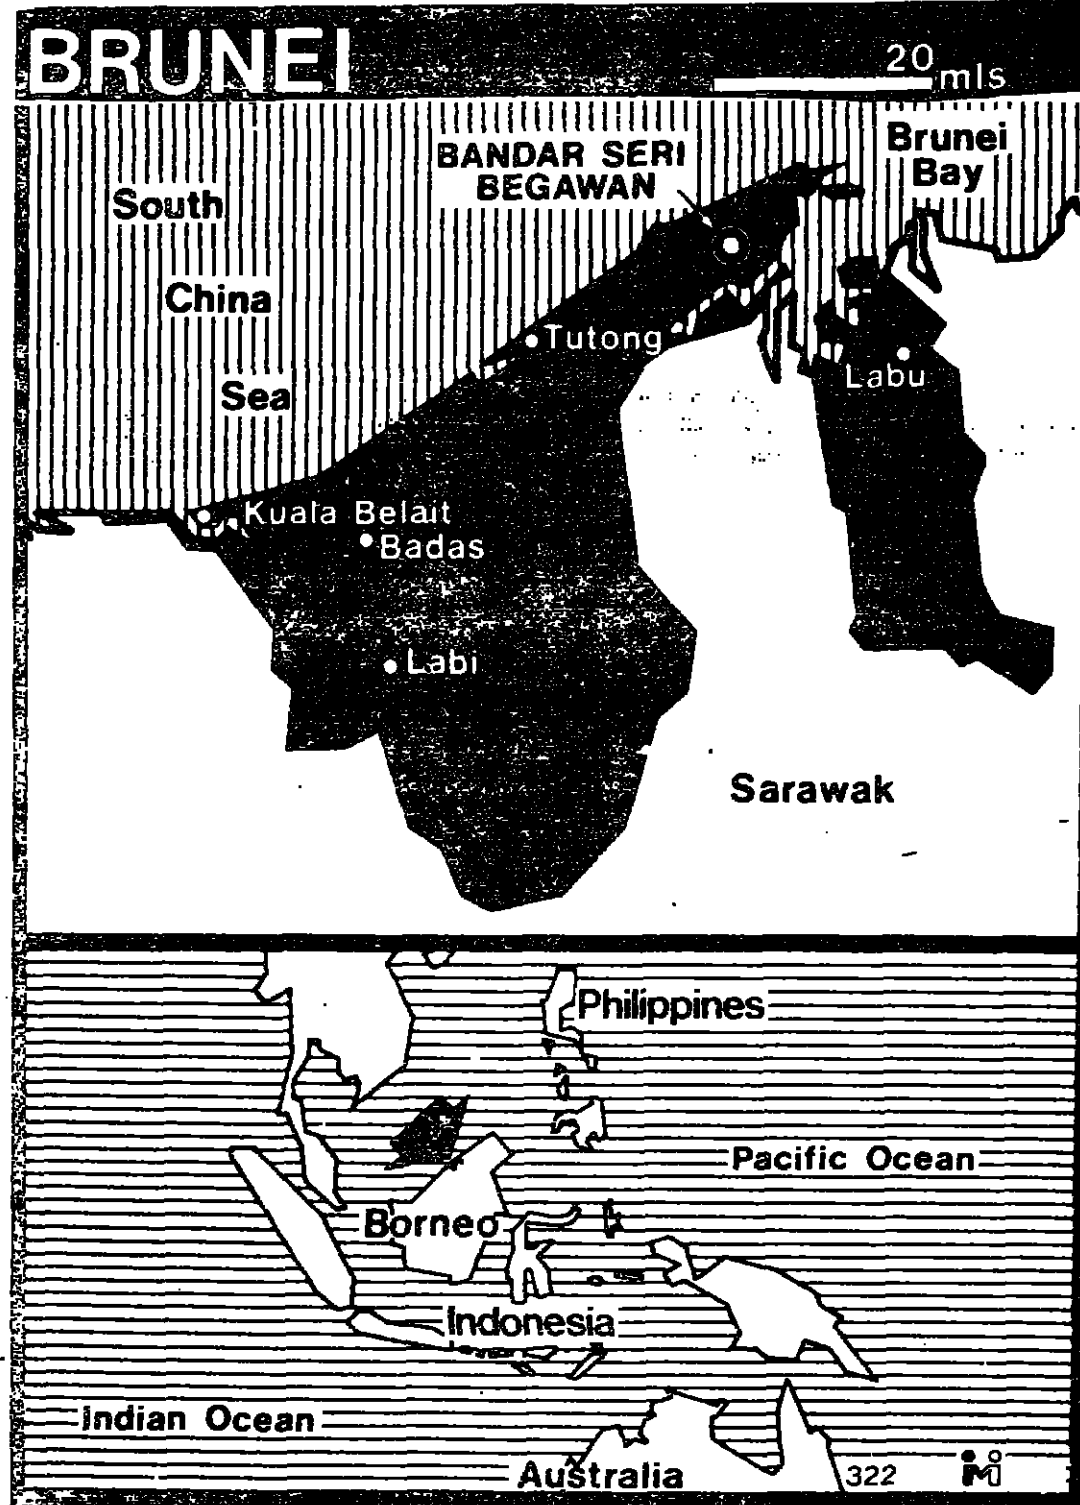 BRUNEI
20 mls
Brunei
Bay
BANDAR SERI
BEGAWAN
South
China
Sea
Tutong
Labu
Kuala Belait
Badas
Labi
Sarawak
Philippines
Pacific Ocean
Borneo
Indonesia
Indian Ocean
Australia
322